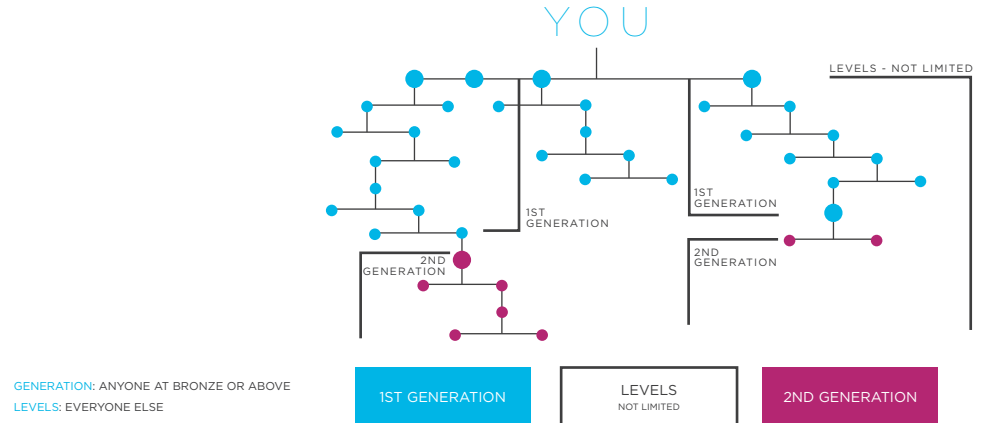 YOU
LEVELS - NOT LIMITED
1ST
GENERATION
1ST
GENERATION
2ND
GENERATION
2ND
GENERATION
GENERATION: ANYONE AT BRONZE OR ABOVE
LEVELS: EVERYONE ELSE
1ST GENERATION
LEVELS
NOT LIMITED
2ND GENERATION